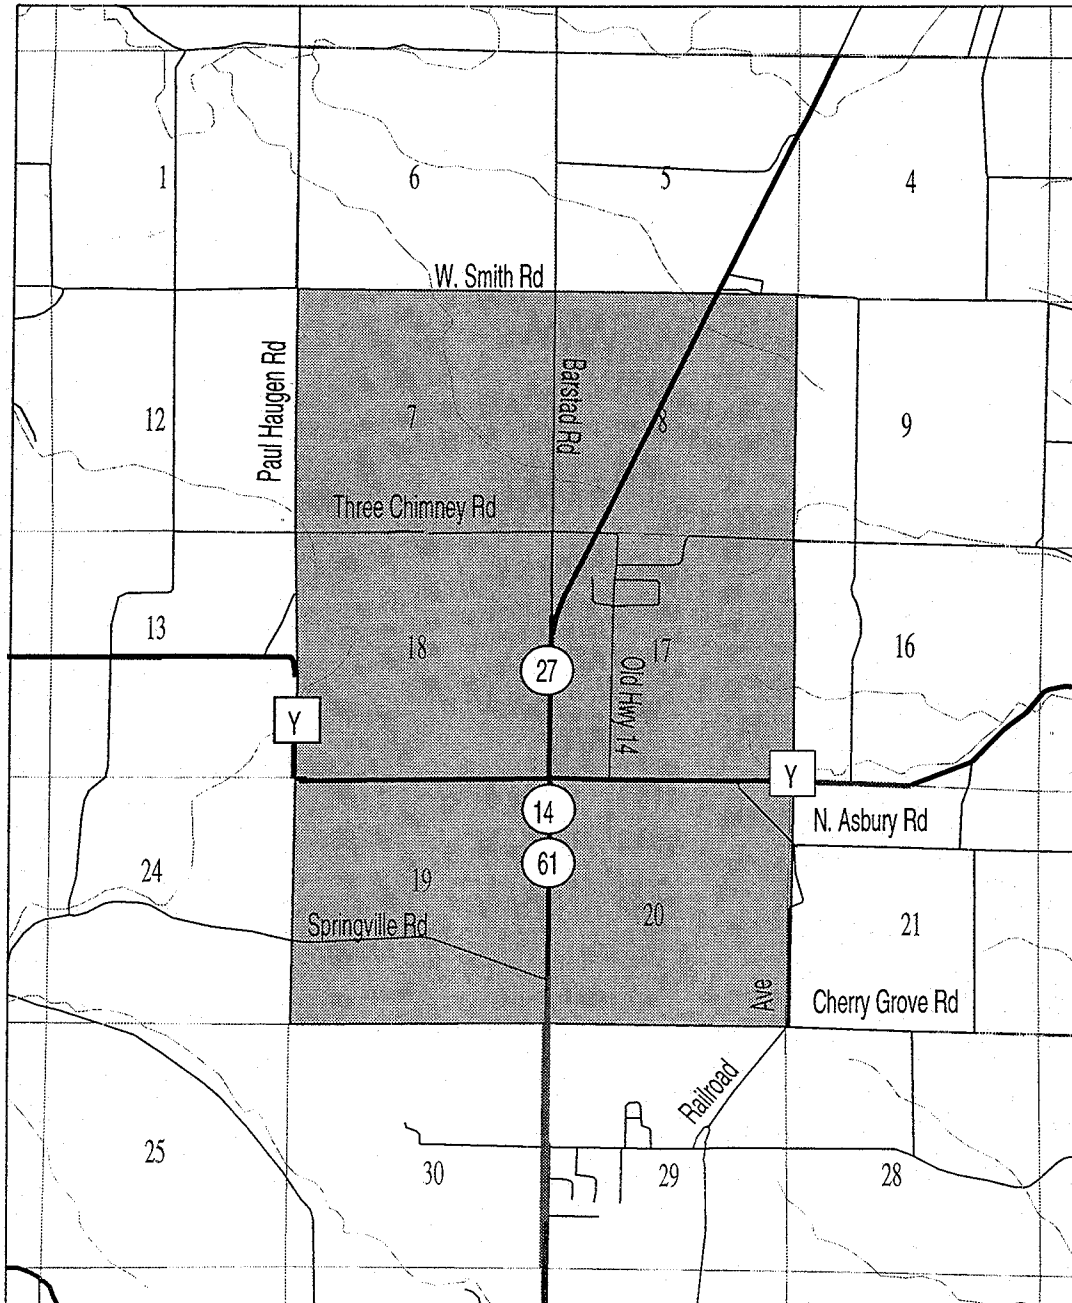 1
6
5
4
W. Smith Rd
Paul Haugen Rd
Barstad Rd
12
7
8
9
Three Chimney Rd
13
18
27
Old Hwy 14
17
16
Y
Y
14
N. Asbury Rd
61
24
19
Springville Rd
20
21
Ave
Cherry Grove Rd
Railroad
25
30
29
28